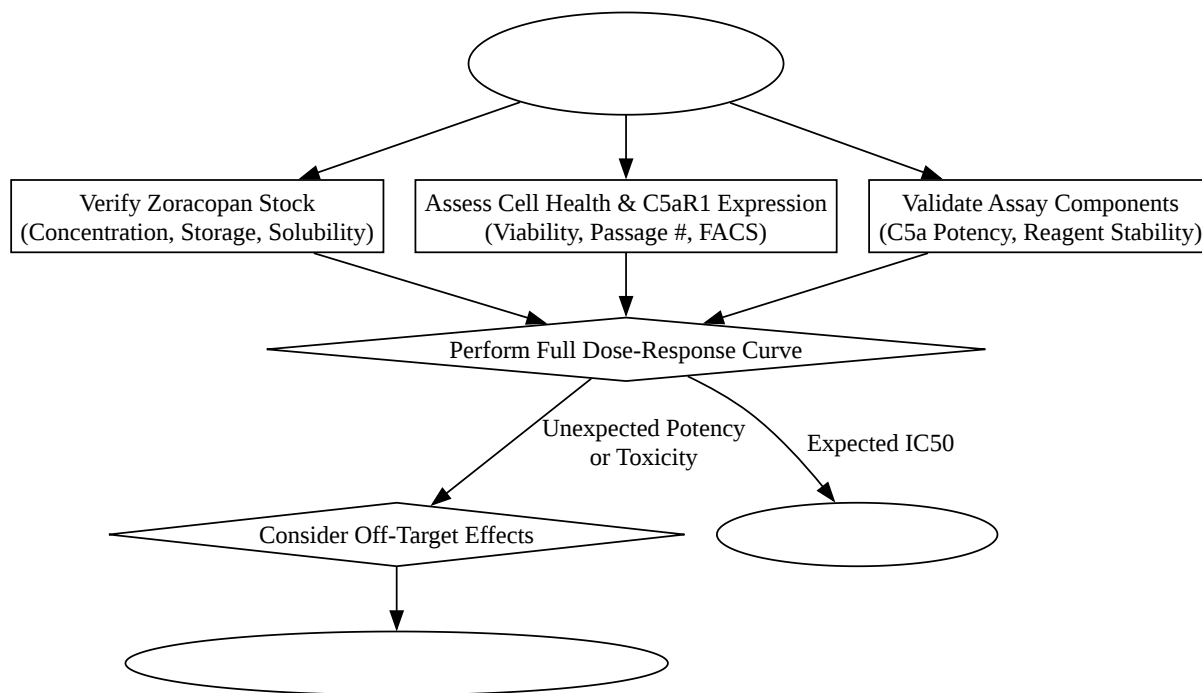 Verify Zoracopan Stock
(Concentration, Storage, Solubility)
Assess Cell Health & C5aR1 Expression
(Viability, Passage #, FACS)
Validate Assay Components
(C5a Potency, Reagent Stability)
Perform Full Dose-Response Curve
Unexpected Potency
or Toxicity
Expected IC50
Consider Off-Target Effects